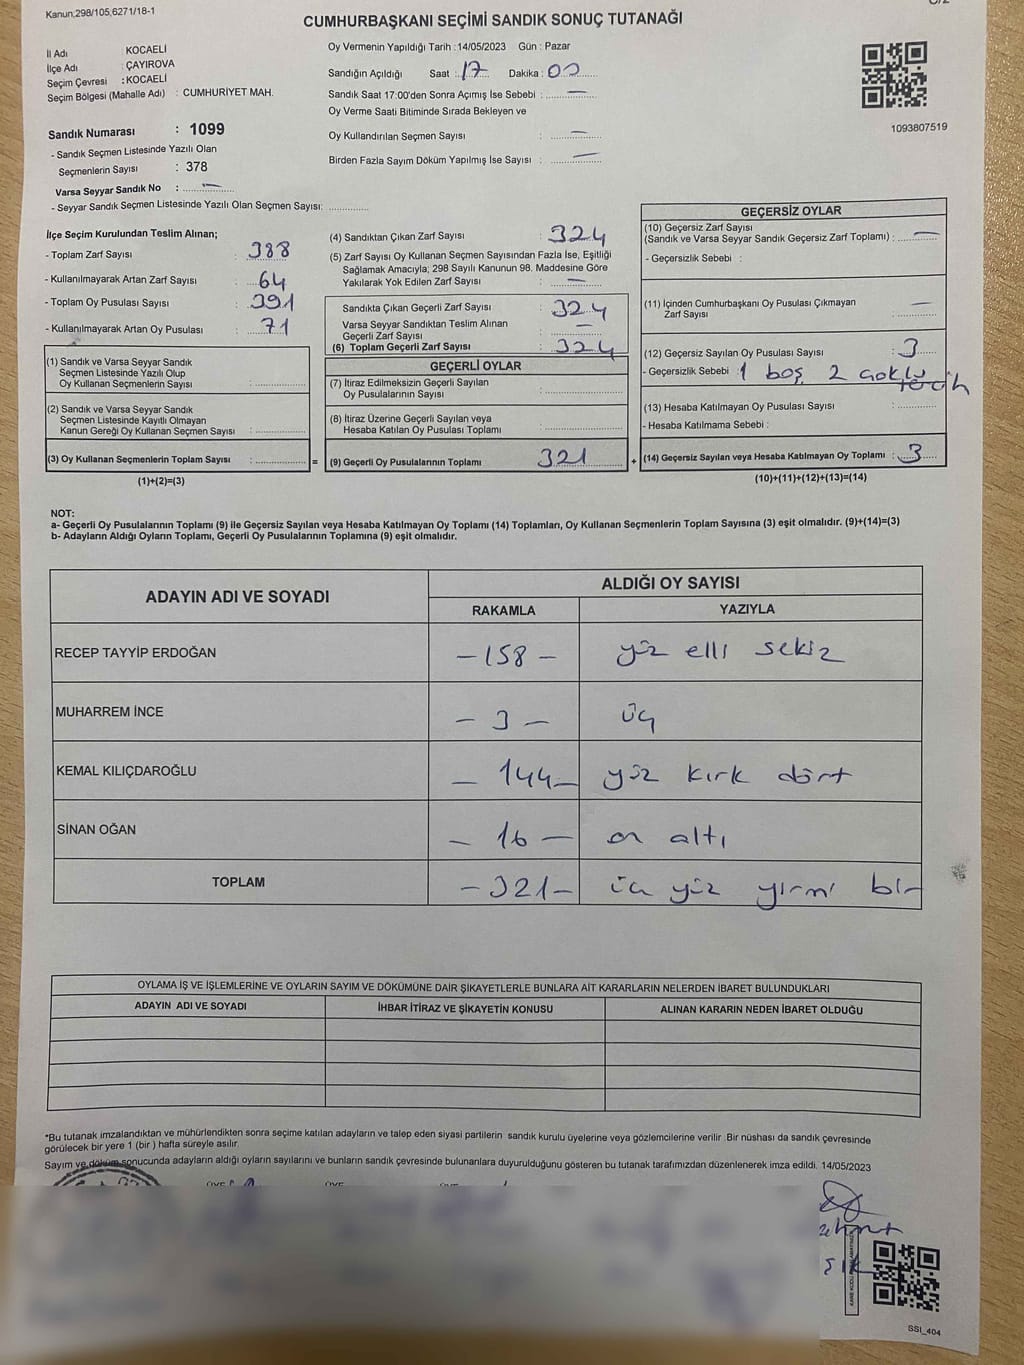 Kanun;298/105,6271/18-1
CUMHURBAŞKANI SEÇİMİ SANDIK SONUÇ TUTANAĞI
İl Adı : KOCAELİ
İlçe Adı : ÇAYIROVA
Seçim Çevresi : KOCAELİ
Seçim Bölgesi (Mahalle Adı) : CUMHURİYET MAH.
Sandık Numarası : 1099
- Sandık Seçmen Listesinde Yazılı Olan
Seçmenlerin Sayısı : 378
Varsa Seyyar Sandık No : —
- Seyyar Sandık Seçmen Listesinde Yazılı Olan Seçmen Sayısı: ..............
Oy Vermenin Yapıldığı Tarih : 14/05/2023 Gün : Pazar
Sandığın Açıldığı Saat : 17 Dakika : 00
Sandık Saat 17:00'den Sonra Açımış İse Sebebi : —
Oy Verme Saati Bitiminde Sırada Bekleyen ve
Oy Kullandırılan Seçmen Sayısı : —
Birden Fazla Sayım Döküm Yapılmış İse Sayısı : —
1093807519
İlçe Seçim Kurulundan Teslim Alınan;
- Toplam Zarf Sayısı : 388
- Kullanılmayarak Artan Zarf Sayısı : 64
- Toplam Oy Pusulası Sayısı : 391
- Kullanılmayarak Artan Oy Pusulası : 71
(1) Sandık ve Varsa Seyyar Sandık
Seçmen Listesinde Yazılı Olup
Oy Kullanan Seçmenlerin Sayısı : ..............
(2) Sandık ve Varsa Seyyar Sandık
Seçmen Listesinde Kayıtlı Olmayan
Kanun Gereği Oy Kullanan Seçmen Sayısı : ..............
(3) Oy Kullanan Seçmenlerin Toplam Sayısı : .............. =
(1)+(2)=(3)
(4) Sandıktan Çıkan Zarf Sayısı : 324
(5) Zarf Sayısı Oy Kullanan Seçmen Sayısından Fazla İse, Eşitliği
Sağlamak Amacıyla; 298 Sayılı Kanunun 98. Maddesine Göre
Yakılarak Yok Edilen Zarf Sayısı : —
Sandıkta Çıkan Geçerli Zarf Sayısı : 324
Varsa Seyyar Sandıktan Teslim Alınan
Geçerli Zarf Sayısı : —
(6) Toplam Geçerli Zarf Sayısı : 324
GEÇERLİ OYLAR
(7) İtiraz Edilmeksizin Geçerli Sayılan
Oy Pusulalarının Sayısı : ..............
(8) İtiraz Üzerine Geçerli Sayılan veya
Hesaba Katılan Oy Pusulası Toplamı : ..............
(9) Geçerli Oy Pusulalarının Toplamı 321 +
GEÇERSİZ OYLAR
(10) Geçersiz Zarf Sayısı
(Sandık ve Varsa Seyyar Sandık Geçersiz Zarf Toplamı) : —
- Geçersizlik Sebebi :
(11) İçinden Cumhurbaşkanı Oy Pusulası Çıkmayan
Zarf Sayısı : —
(12) Geçersiz Sayılan Oy Pusulası Sayısı : 3
- Geçersizlik Sebebi : 1 boş 2 çoklu
tercih
(13) Hesaba Katılmayan Oy Pusulası Sayısı : ..............
- Hesaba Katılmama Sebebi :
(14) Geçersiz Sayılan veya Hesaba Katılmayan Oy Toplamı : 3
(10)+(11)+(12)+(13)=(14)
NOT:
a- Geçerli Oy Pusulalarının Toplamı (9) ile Geçersiz Sayılan veya Hesaba Katılmayan Oy Toplamı (14) Toplamları, Oy Kullanan Seçmenlerin Toplam Sayısına (3) eşit olmalıdır. (9)+(14)=(3)
b- Adayların Aldığı Oyların Toplamı, Geçerli Oy Pusulalarının Toplamına (9) eşit olmalıdır.
ADAYIN ADI VE SOYADI ALDIĞI OY SAYISI
RAKAMLA YAZIYLA
RECEP TAYYİP ERDOĞAN - 158 - yüz elli sekiz
MUHARREM İNCE - 3 - üç
KEMAL KILIÇDAROĞLU - 144 - yüz kırk dört
SİNAN OĞAN - 16 - on altı
TOPLAM - 321 - üç yüz yirmi bir
OYLAMA İŞ VE İŞLEMLERİNE VE OYLARIN SAYIM VE DÖKÜMÜNE DAİR ŞİKAYETLERLE BUNLARA AİT KARARLARIN NELERDEN İBARET BULUNDUKLARI
ADAYIN ADI VE SOYADI İHBAR İTİRAZ VE ŞİKAYETİN KONUSU ALINAN KARARIN NEDEN İBARET OLDUĞU
*Bu tutanak imzalandıktan ve mühürlendikten sonra seçime katılan adayların ve talep eden siyasi partilerin sandık kurulu üyelerine veya gözlemcilerine verilir .Bir nüshası da sandık çevresinde
görülecek bir yere 1 (bir ) hafta süreyle asılır.
Sayım ve döküm sonucunda adayların aldığı oyların sayılarını ve bunların sandık çevresinde bulunanlara duyurulduğunu gösteren bu tutanak tarafımızdan düzenlenerek imza edildi. 14/05/2023
SSI_404